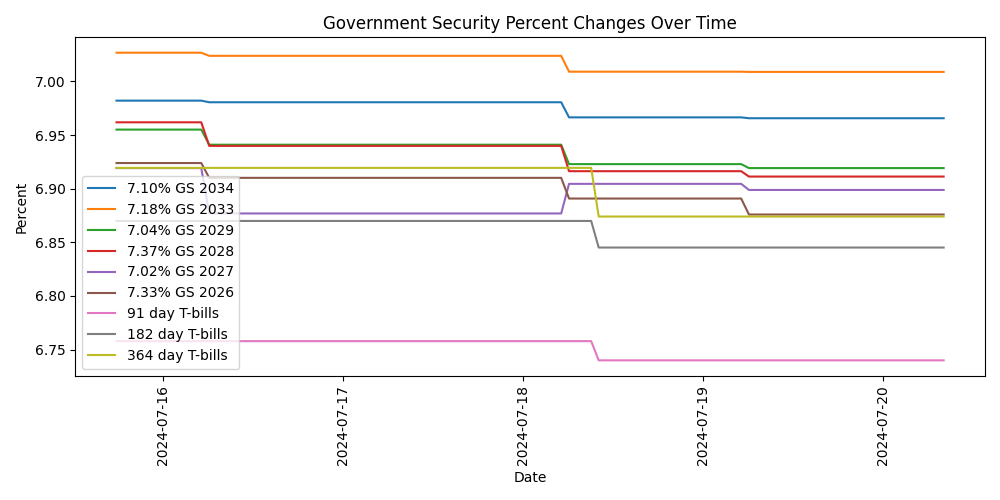 Government Security Percent Changes Over Time
Percent
7.00
6.95
6.90
6.85
6.80
6.75
7.10% GS 2034
7.18% GS 2033
7.04% GS 2029
7.37% GS 2028
7.02% GS 2027
7.33% GS 2026
91 day T-bills
182 day T-bills
364 day T-bills
2024-07-16
2024-07-17
2024-07-18
2024-07-19
2024-07-20
Date